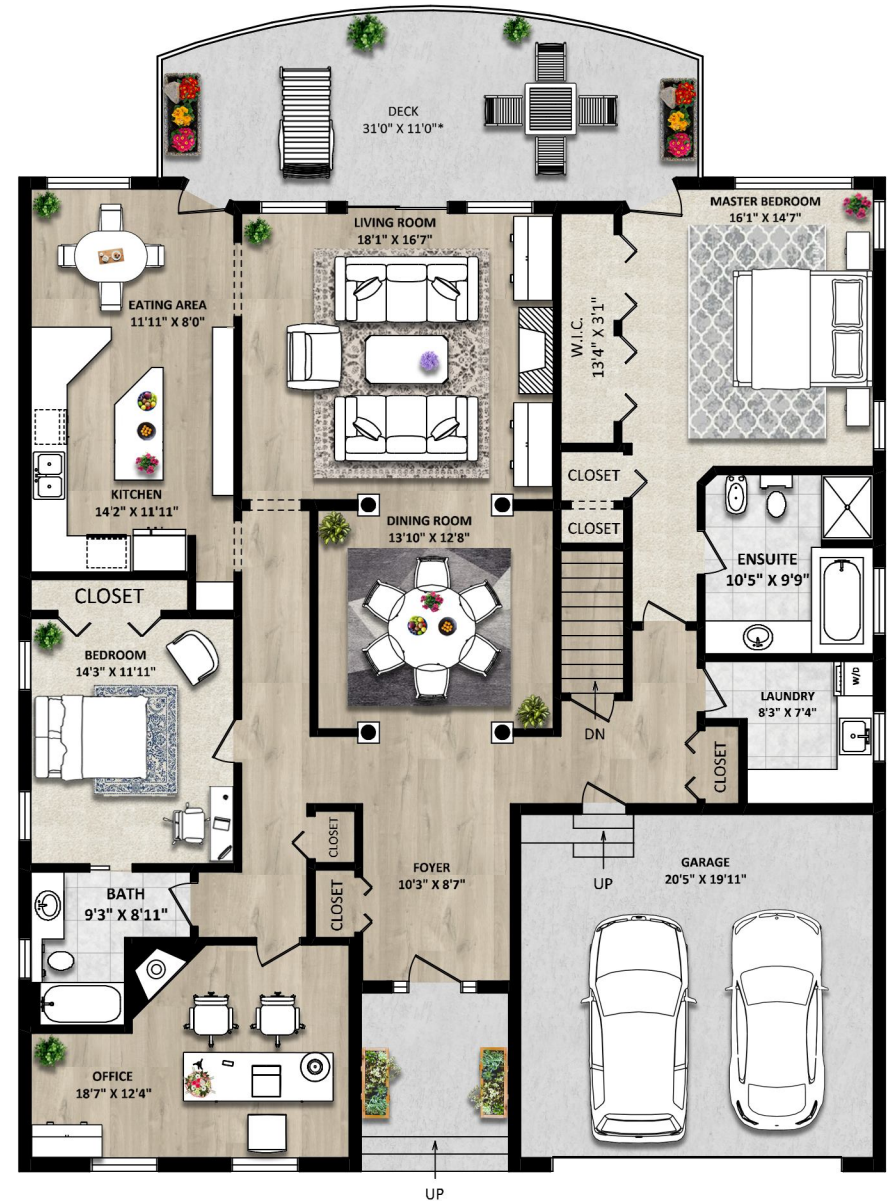 DECK
31'0" X 11'0"*
MASTER BEDROOM
16'1" X 14'7"
LIVING ROOM
18'1" X 16'7"
EATING AREA
11'11" X 8'0"
W.I.C.
13'4" X 3'1"
CLOSET
KITCHEN
14'2" X 11'11"
CLOSET
DINING ROOM
13'10" X 12'8"
ENSUITE
10'5" X 9'9"
CLOSET
BEDROOM
14'3" X 11'11"
W/D
LAUNDRY
8'3" X 7'4"
DN
CLOSET
CLOSET
FOYER
10'3" X 8'7"
GARAGE
20'5" X 19'11"
UP
BATH
9'3" X 8'11"
CLOSET
OFFICE
18'7" X 12'4"
UP